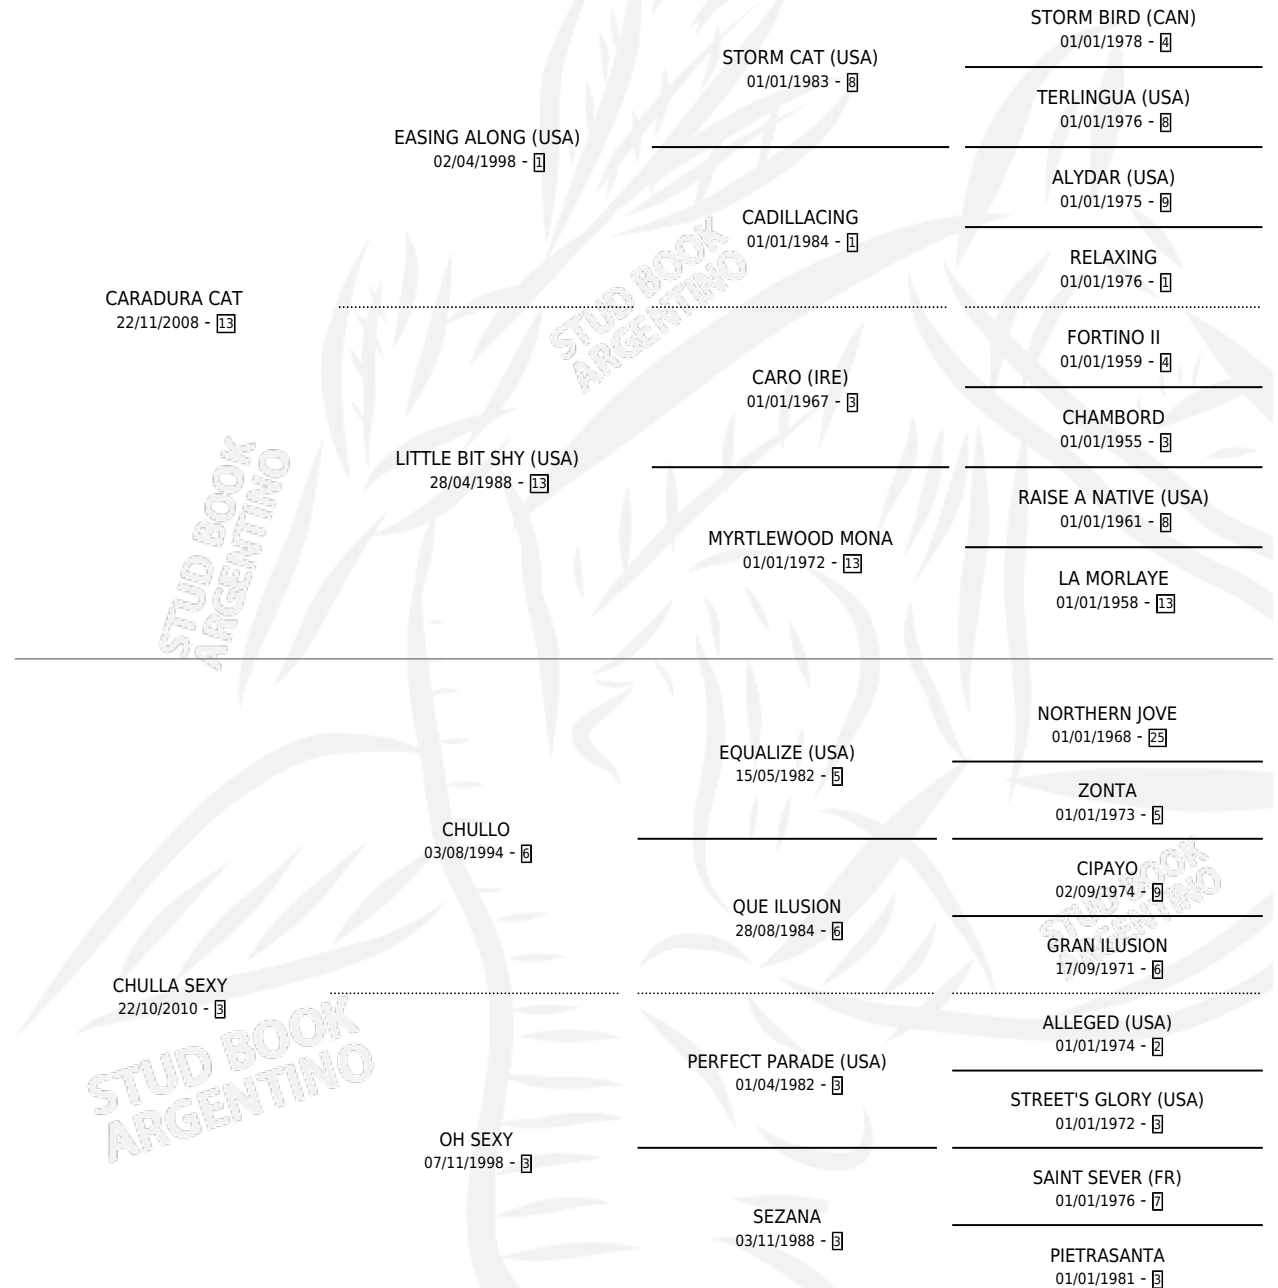 STORM BIRD (CAN)
01/01/1978 - 4
STORM CAT (USA)
01/01/1983 - 8
TERLINGUA (USA)
01/01/1976 - 8
EASING ALONG (USA)
02/04/1998 - 1
ALYDAR (USA)
01/01/1975 - 9
CADILLACING
01/01/1984 - 1
RELAXING
01/01/1976 - 1
CARADURA CAT
22/11/2008 - 13
FORTINO II
01/01/1959 - 4
CARO (IRE)
01/01/1967 - 3
CHAMBORD
01/01/1955 - 3
LITTLE BIT SHY (USA)
28/04/1988 - 13
RAISE A NATIVE (USA)
01/01/1961 - 8
MYRTLEWOOD MONA
01/01/1972 - 13
LA MORLAYE
01/01/1958 - 13
STUD BOOK
ARGENTINO
STUD BOOK
ARGENTINO
NORTHERN JOVE
01/01/1968 - 25
EQUALIZE (USA)
15/05/1982 - 5
ZONTA
01/01/1973 - 5
CHULLO
03/08/1994 - 6
CIPAYO
02/09/1974 - 9
QUE ILUSION
28/08/1984 - 6
GRAN ILUSION
17/09/1971 - 6
STUD BOOK
ARGENTINO
CHULLA SEXY
22/10/2010 - 3
ALLEGED (USA)
01/01/1974 - 2
PERFECT PARADE (USA)
01/04/1982 - 3
STREET'S GLORY (USA)
01/01/1972 - 3
OH SEXY
07/11/1998 - 3
SAINT SEVER (FR)
01/01/1976 - 7
SEZANA
03/11/1988 - 3
PIETRASANTA
01/01/1981 - 3
STUD BOOK
ARGENTINO